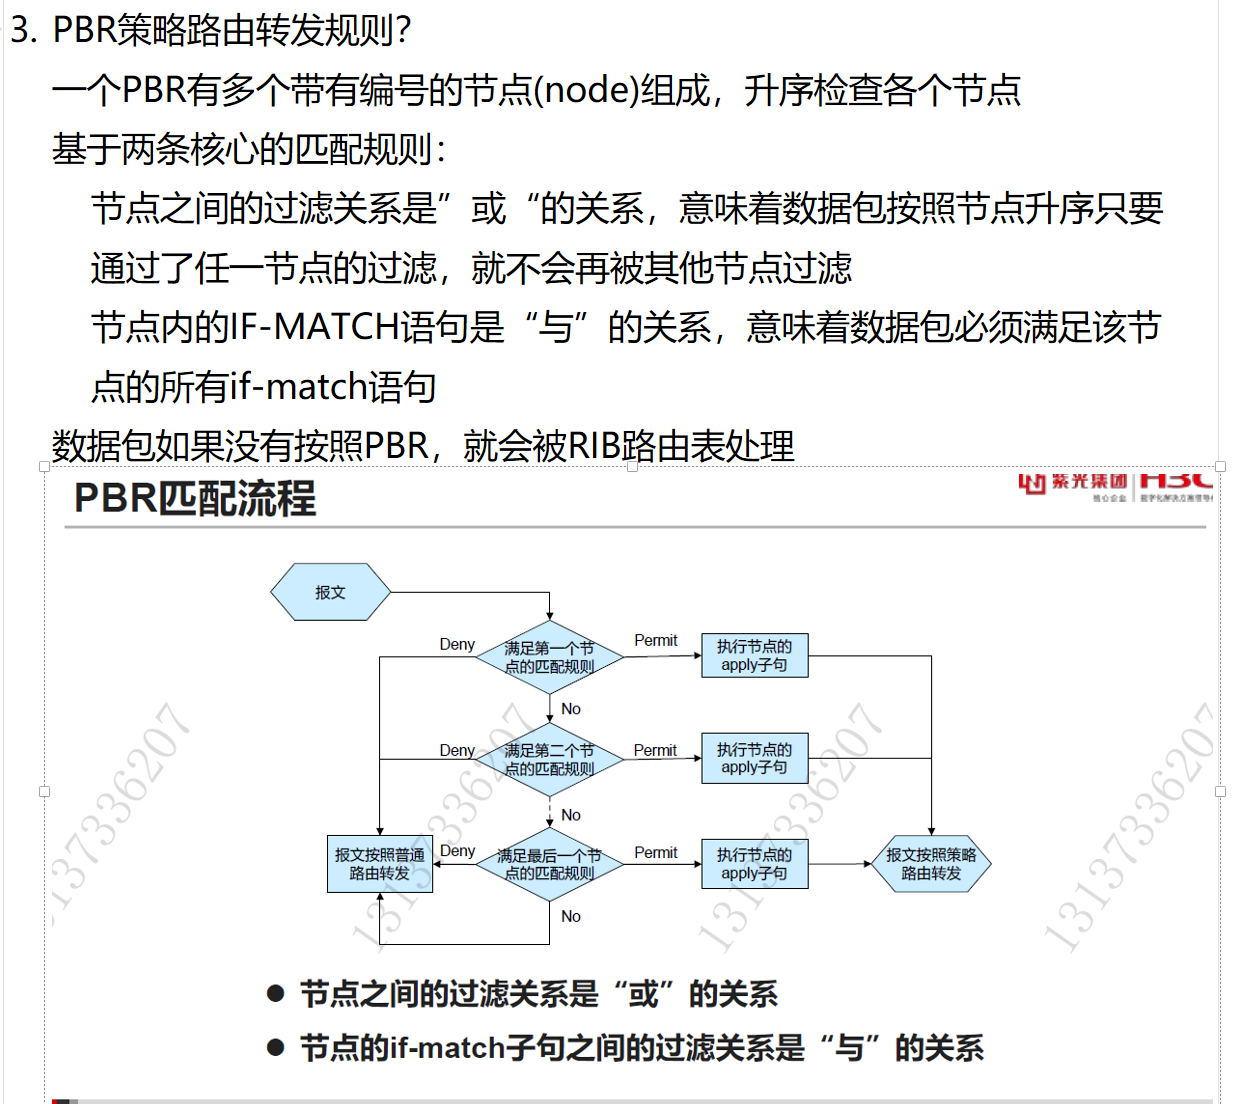 3. PBR策略路由转发规则?
一个PBR有多个带有编号的节点(node)组成，升序检查各个节点
基于两条核心的匹配规则：
节点之间的过滤关系是”或“的关系，意味着数据包按照节点升序只要
通过了任一节点的过滤，就不会再被其他节点过滤
节点内的IF-MATCH语句是“与”的关系，意味着数据包必须满足该节
点的所有if-match语句
数据包如果没有按照PBR，就会被RIB路由表处理
PBR匹配流程
紫光集团 H3C
核心企业
报文
Deny
满足第一个节
点的匹配规则
Permit
执行节点的
apply子句
No
Deny
满足第二个节
点的匹配规则
Permit
执行节点的
apply子句
No
报文按照普通
路由转发
Deny
满足最后一个节
点的匹配规则
Permit
执行节点的
apply子句
报文按照策略
路由转发
No
13137336207
13137336207
● 节点之间的过滤关系是“或”的关系
● 节点的if-match子句之间的过滤关系是“与”的关系